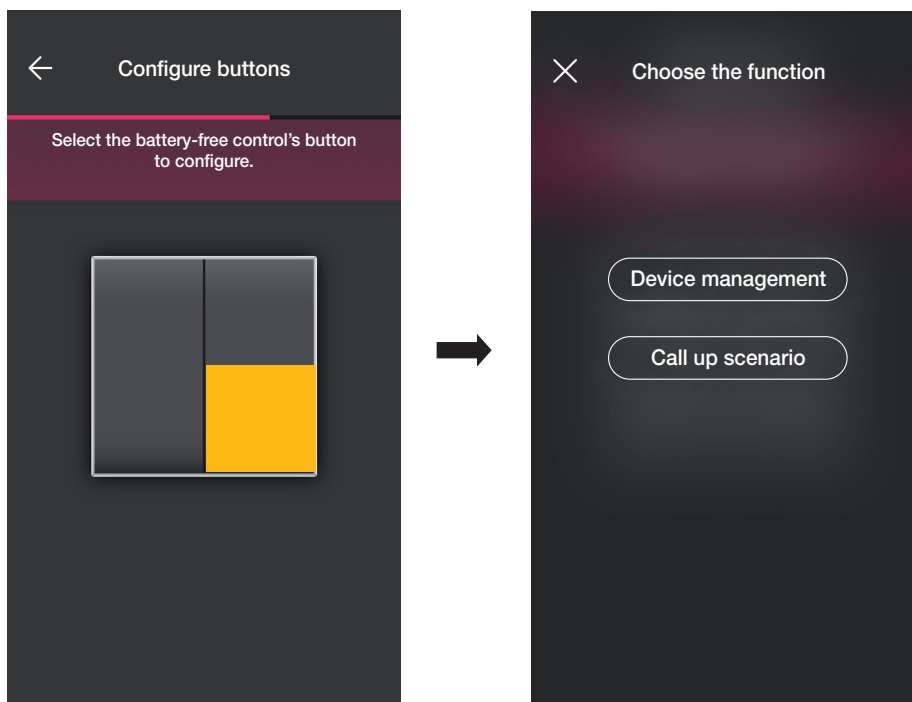 Configure buttons
Select the battery-free control's button
to configure.
Choose the function
Device management
Call up scenario